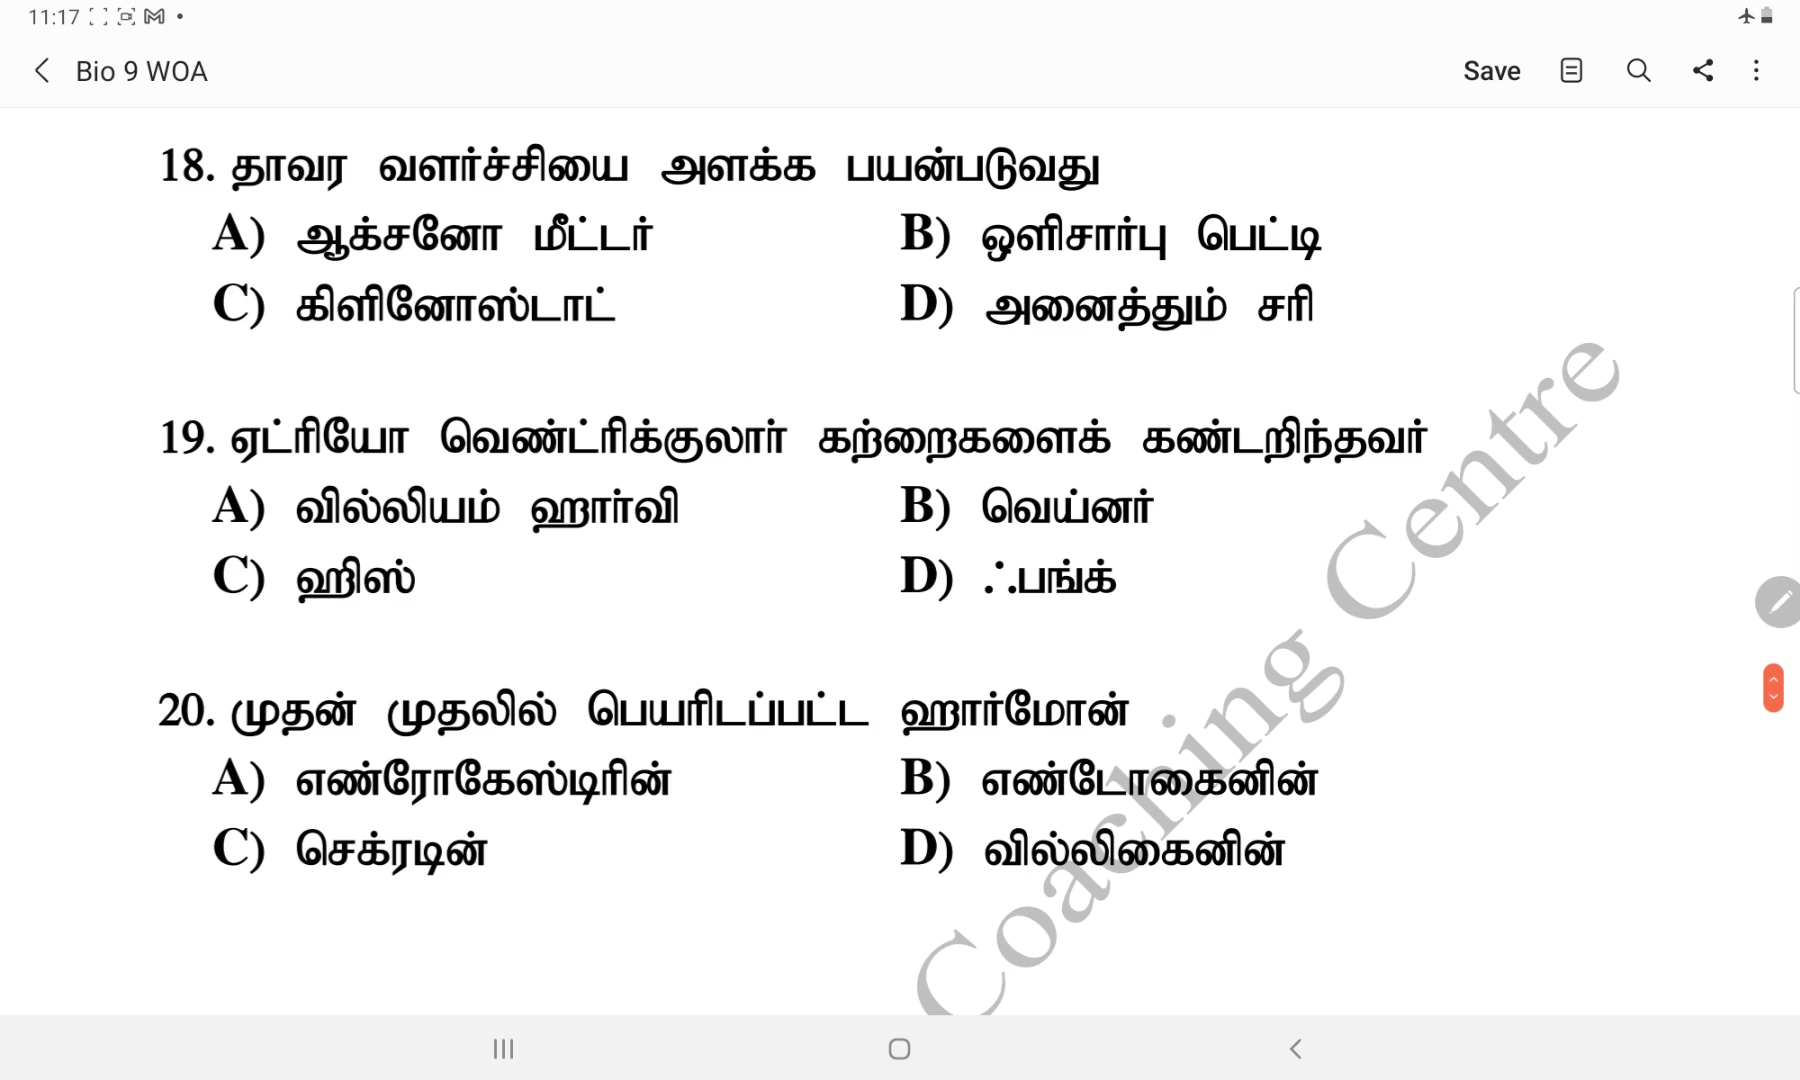 11:17
Bio 9 WOA
Save
18. தாவர வளர்ச்சியை அளக்க பயன்படுவது
A) ஆக்சனோ மீட்டர் B) ஒளிசார்பு பெட்டி
C) கிளினோஸ்டாட் D) அனைத்தும் சரி
19. ஏட்ரியோ வெண்ட்ரிக்குலார் கற்றைகளைக் கண்டறிந்தவர்
A) வில்லியம் ஹார்வி B) வெய்னர்
C) ஹிஸ் D) ஃபங்க்
20. முதன் முதலில் பெயரிடப்பட்ட ஹார்மோன்
A) எண்ரோகேஸ்டிரின் B) எண்டோகைனின்
C) செக்ரடின் D) வில்லிகைனின்
Coaching Centre